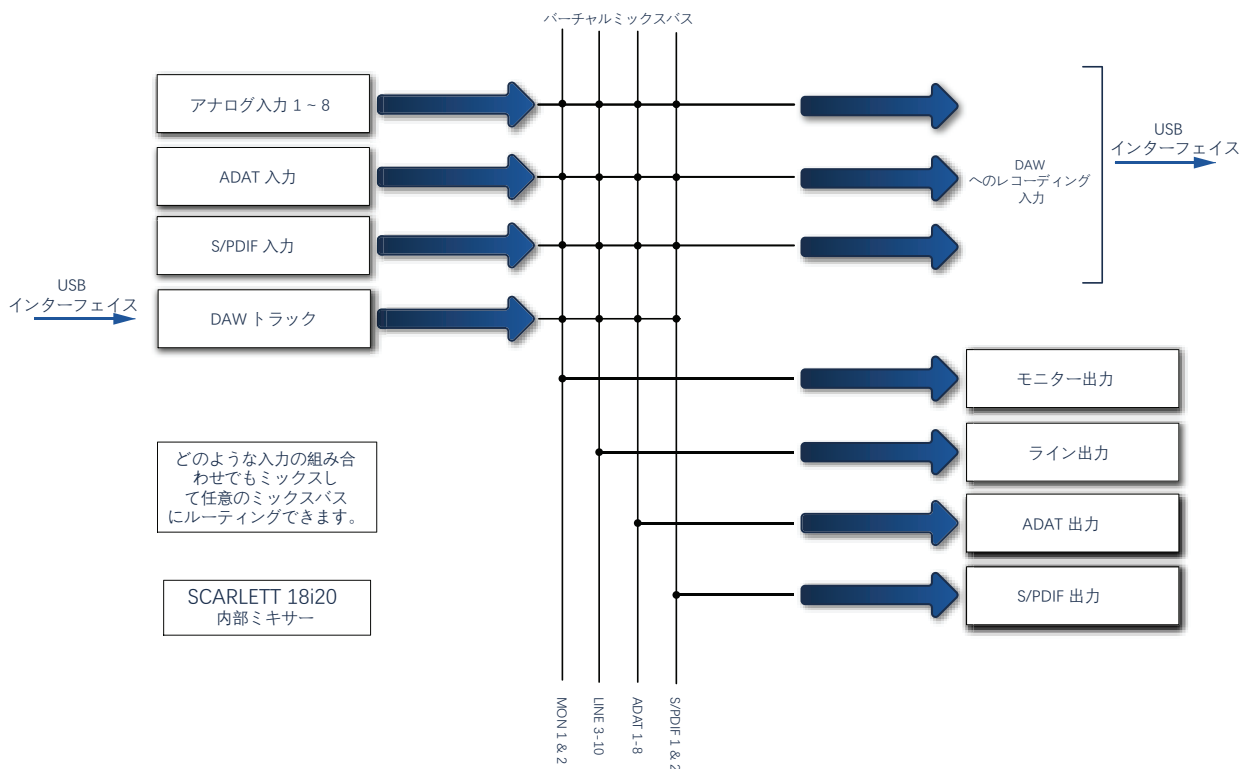 バーチャルミックスバス
アナログ入力 1 ~ 8
ADAT 入力
S/PDIF 入力
USB
インターフェイス
DAW トラック
DAW
へのレコーディング
入力
USB
インターフェイス
モニター出力
ライン出力
ADAT 出力
S/PDIF 出力
どのような入力の組み合
わせでもミックスし
て任意のミックスバス
にルーティングできます。
SCARLETT 18i20
内部ミキサー
MON 1 & 2
LINE 3-10
ADAT 1-8
S/PDIF 1 & 2